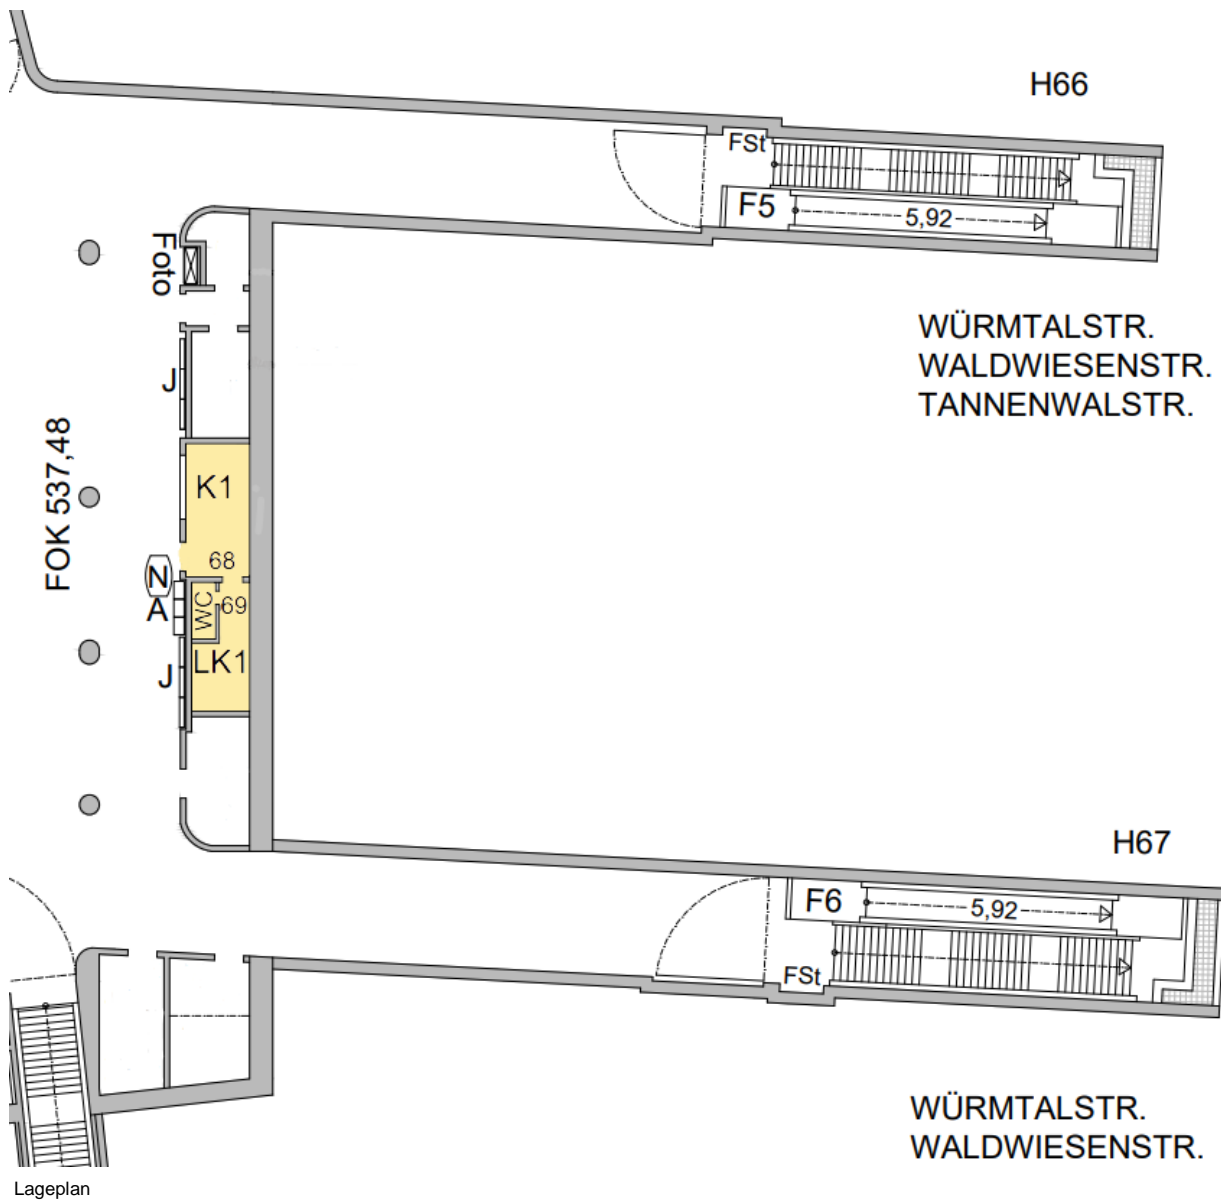 H66
FSt
F5
5,92
Foto
WÜRMTALSTR.
WALDWIESENSTR.
TANNENWALSTR.
J
FOK 537,48
K1
68
N
A
WC
69
LK1
J
H67
F6
5,92
FSt
WÜRMTALSTR.
WALDWIESENSTR.
Lageplan